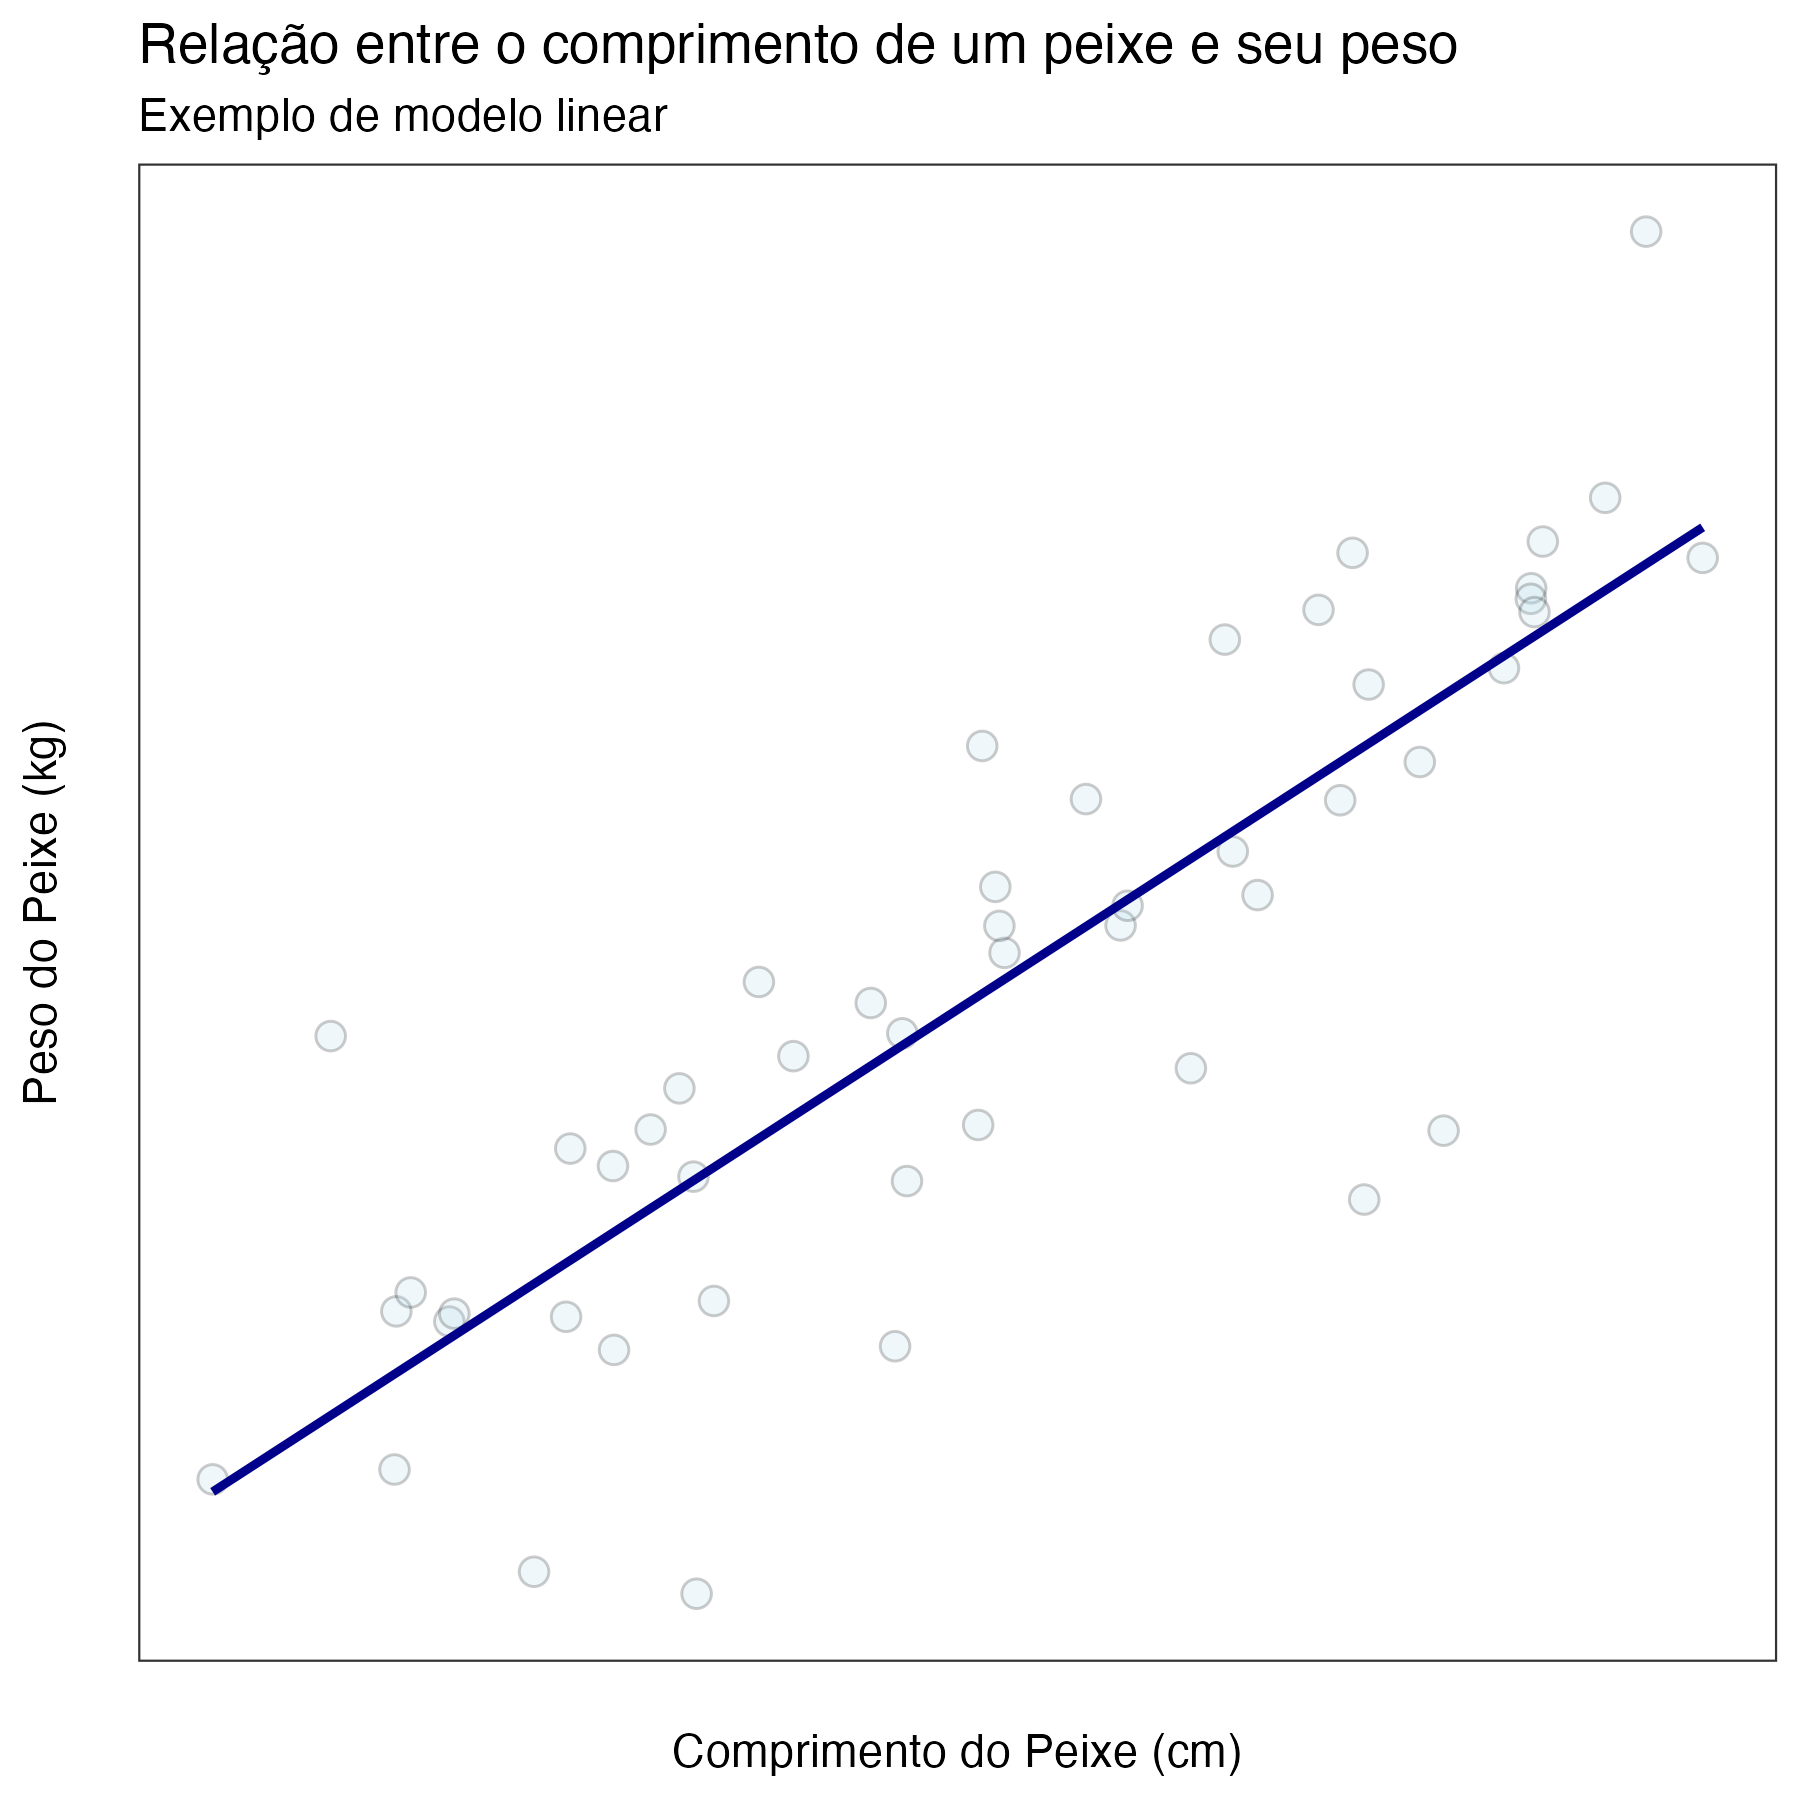 Relação entre o comprimento de um peixe e seu peso
Exemplo de modelo linear
Peso do Peixe (kg)
Comprimento do Peixe (cm)